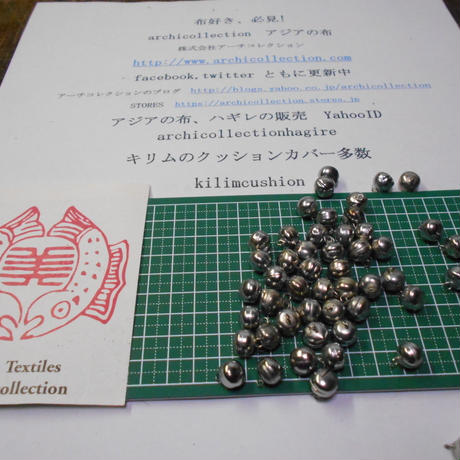 布好き、必見!
archicollection アジアの布
株式会社アーチコレクション
http://www.archicollection.com
facebook,twitter ともに更新中
アーチコレクションのブログ http://blogs.yahoo.co.jp/archicollection
STORES https://archicollection.stores.jp
アジアの布、ハギレの販売 YahooID
archicollectionhagire
キリムのクッションカバー多数
kilimcushion
Textiles
ollection